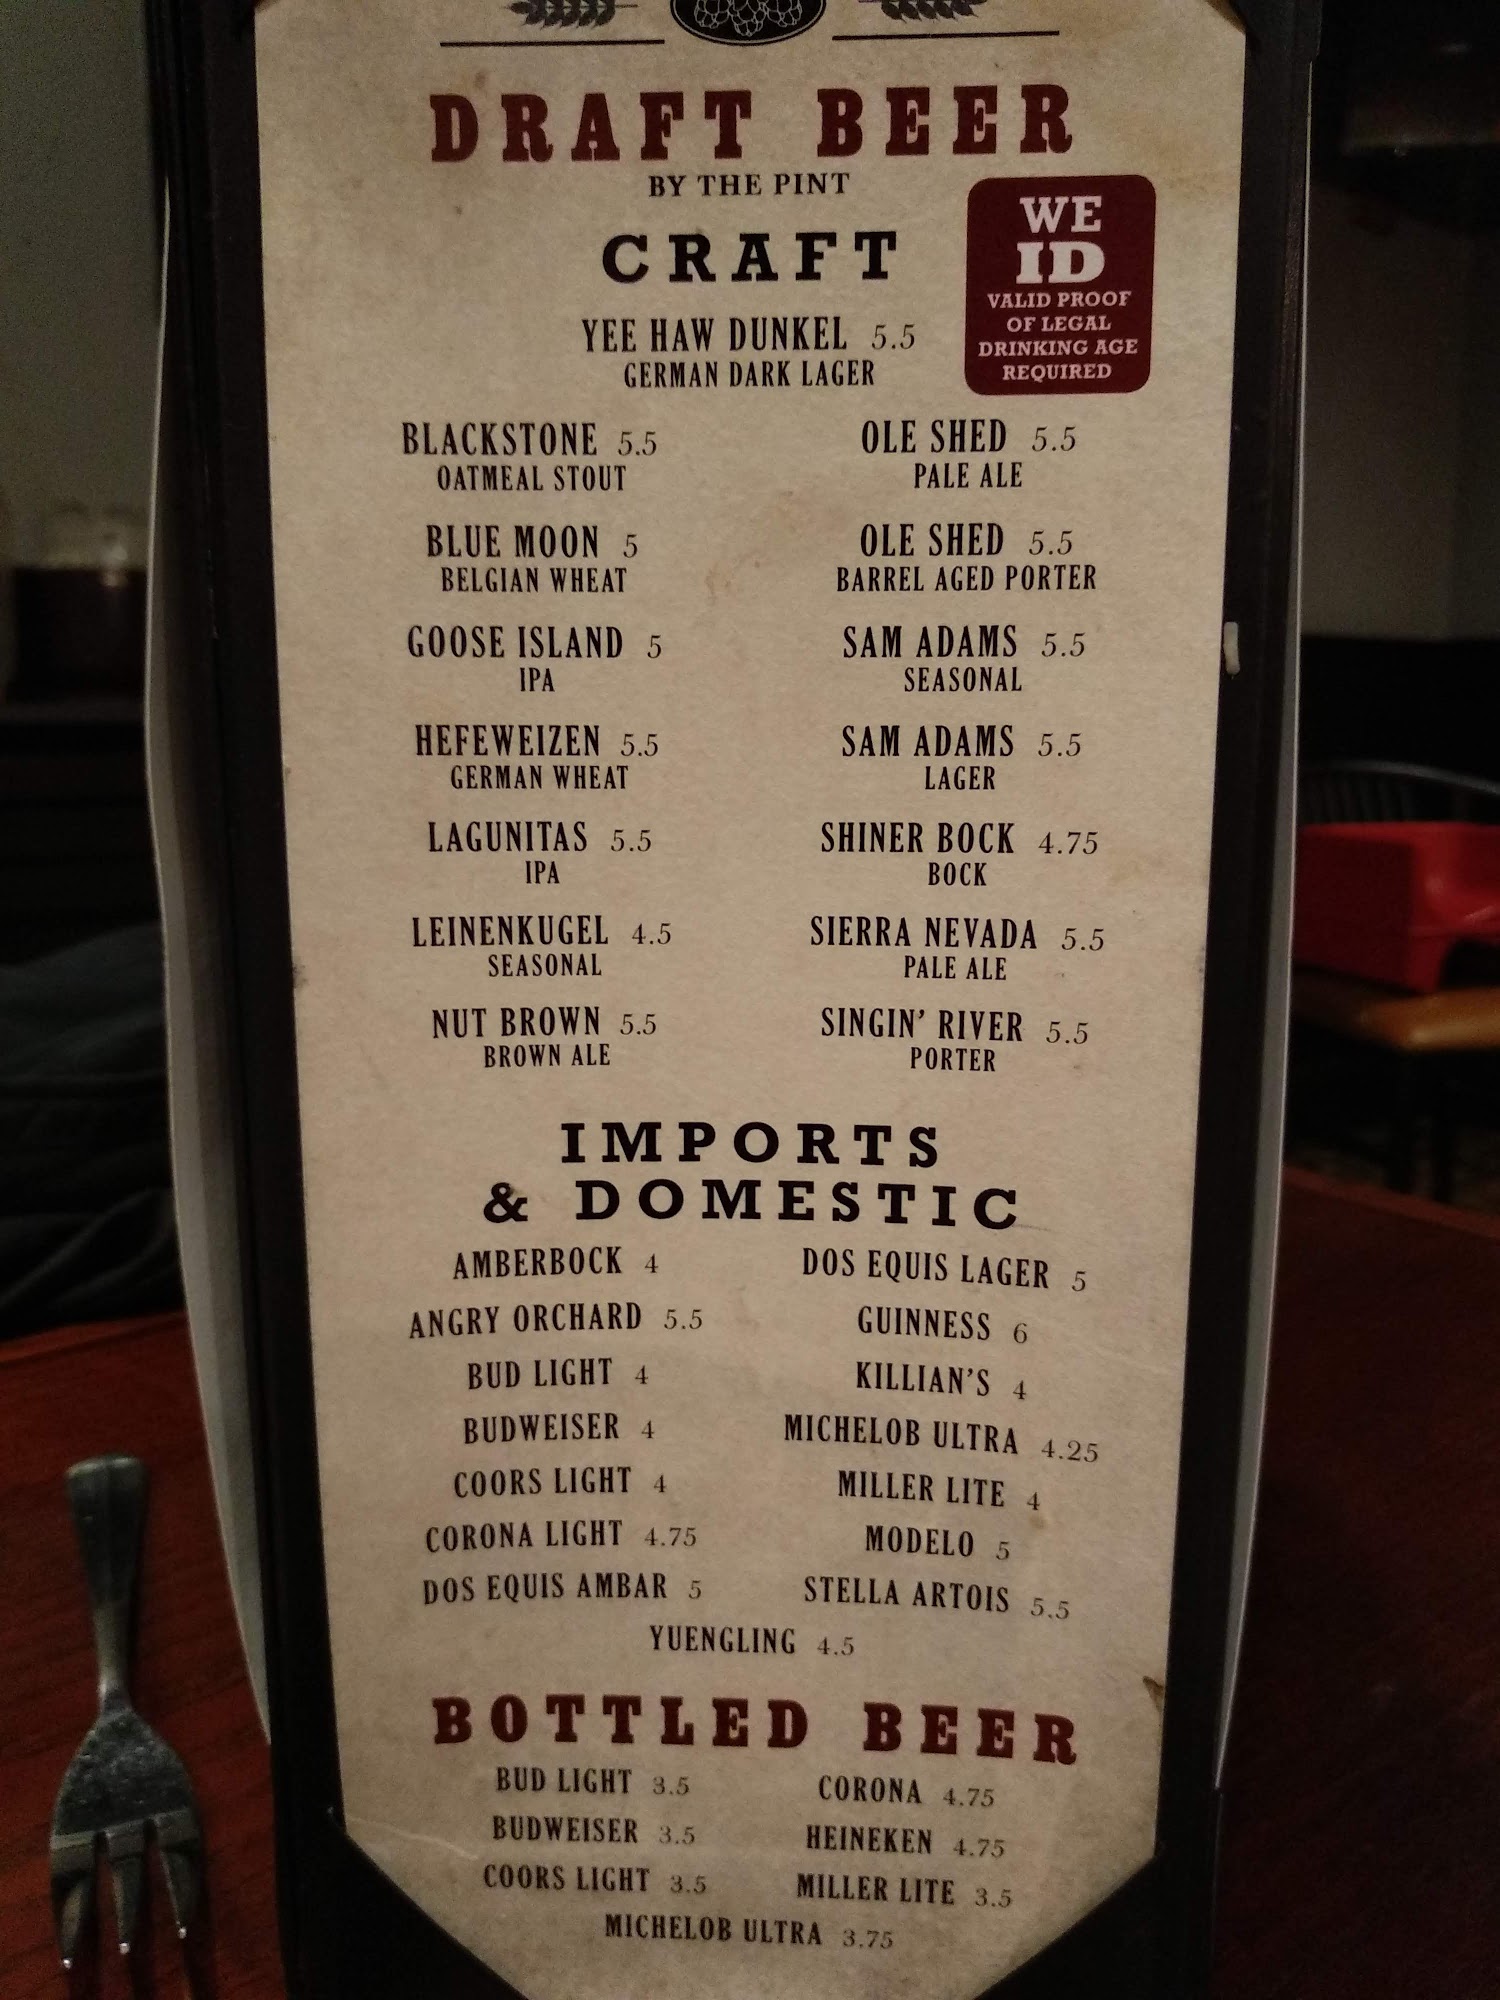 DRAFT BEER
BY THE PINT
CRAFT
WE
ID
VALID PROOF
OF LEGAL
DRINKING AGE
REQUIRED
YEE HAW DUNKEL 5.5
GERMAN DARK LAGER
BLACKSTONE 5.5
OATMEAL STOUT
BLUE MOON 5
BELGIAN WHEAT
GOOSE ISLAND 5
IPA
HEFEWEIZEN 5.5
GERMAN WHEAT
LAGUNITAS 5.5
IPA
LEINENKUGEL 4.5
SEASONAL
NUT BROWN 5.5
BROWN ALE
OLE SHED 5.5
PALE ALE
OLE SHED 5.5
BARREL AGED PORTER
SAM ADAMS 5.5
SEASONAL
SAM ADAMS 5.5
LAGER
SHINER BOCK 4.75
BOCK
SIERRA NEVADA 5.5
PALE ALE
SINGIN' RIVER 5.5
PORTER
IMPORTS
& DOMESTIC
AMBERBOCK 4
ANGRY ORCHARD 5.5
BUD LIGHT 4
BUDWEISER 4
COORS LIGHT 4
CORONA LIGHT 4.75
DOS EQUIS AMBAR 5
DOS EQUIS LAGER 5
GUINNESS 6
KILLIAN'S 4
MICHELOB ULTRA 4.25
MILLER LITE 4
MODELO 5
STELLA ARTOIS 5.5
YUENGLING 4.5
BOTTLED BEER
BUD LIGHT 3.5
BUDWEISER 3.5
COORS LIGHT 3.5
CORONA 4.75
HEINEKEN 4.75
MILLER LITE 3.5
MICHELOB ULTRA 3.75